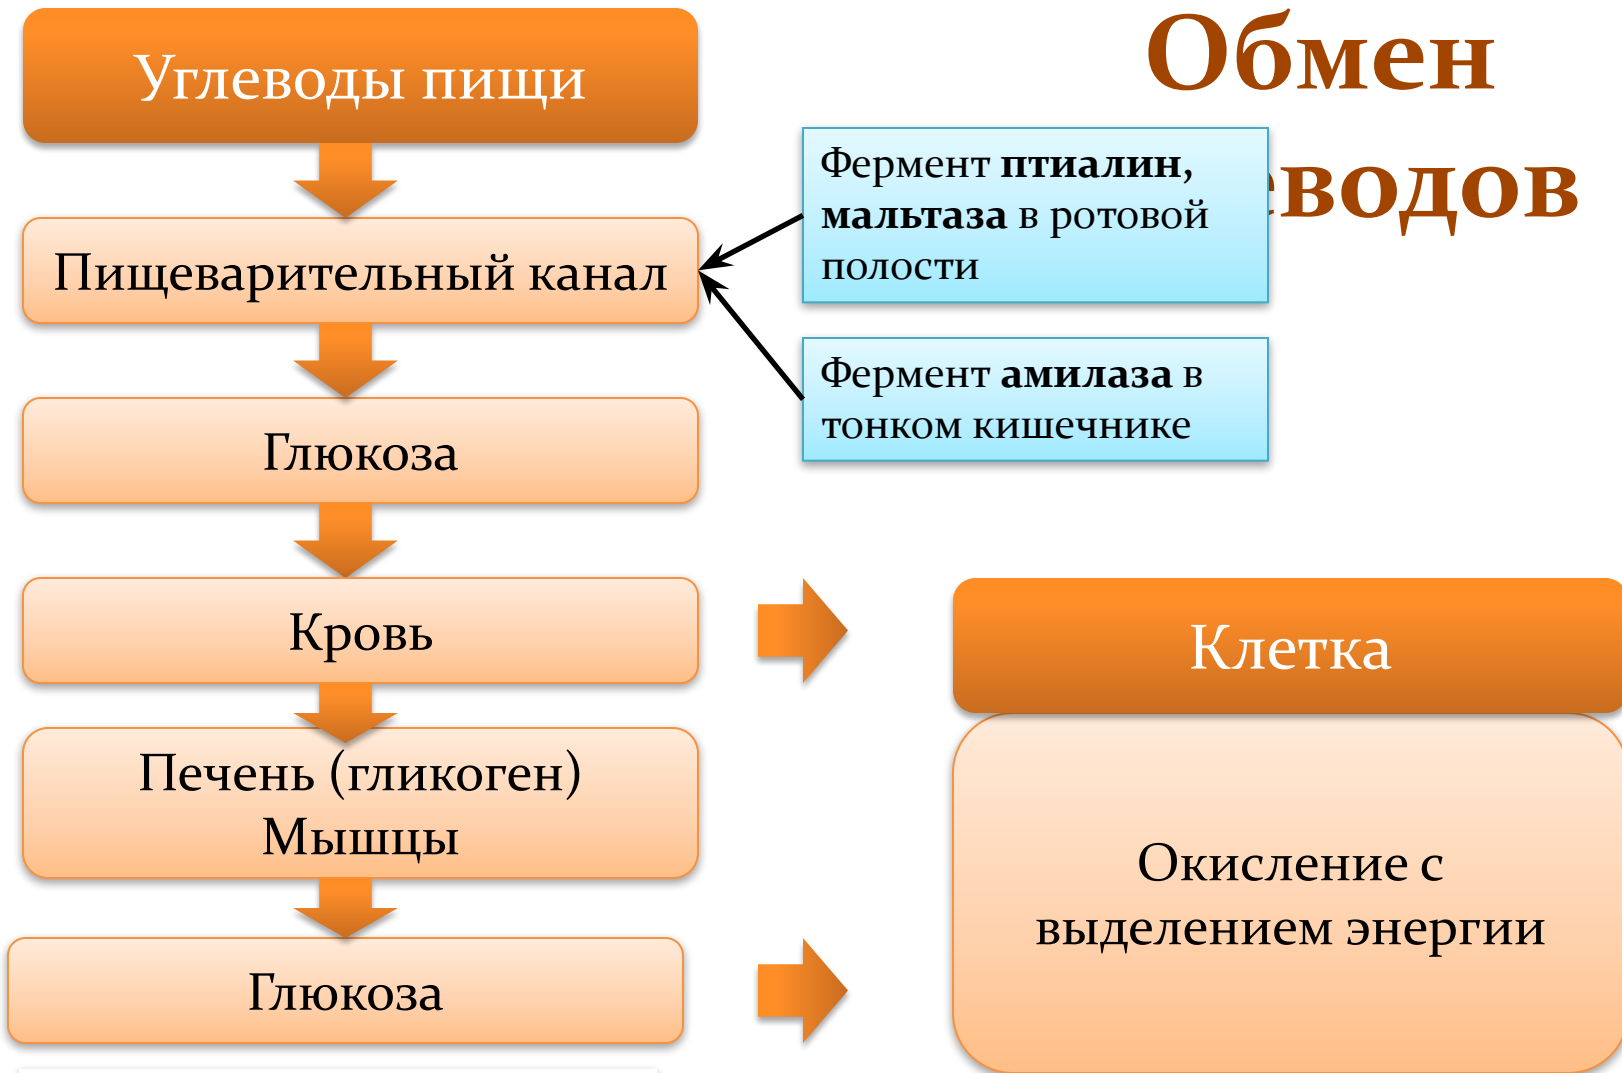 Обмен
еводов
Углеводы пищи
Пищеварительный канал
Фермент птиалин,
мальтаза в ротовой
полости
Фермент амилаза в
тонком кишечнике
Глюкоза
Кровь
Печень (гликоген)
Мышцы
Глюкоза
Клетка
Окисление с
выделением энергии